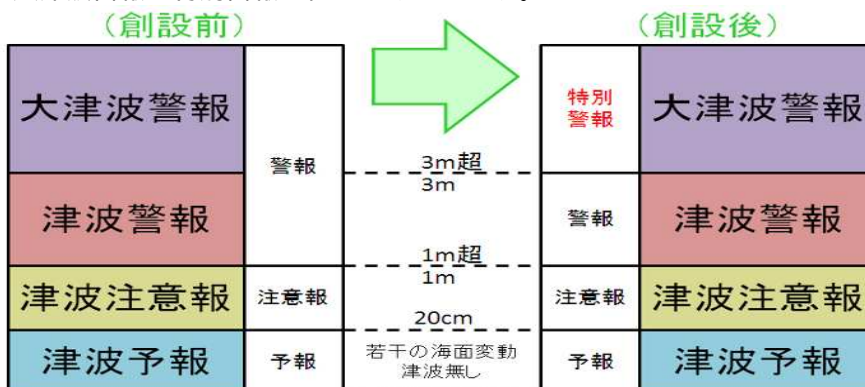 （創設前）
（創設後）
大津波警報
津波警報
津波注意報
津波予報
警報
注意報
予報
3m超
3m
1m超
1m
20cm
若干の海面変動
津波無し
特別
警報
警報
注意報
予報
大津波警報
津波警報
津波注意報
津波予報